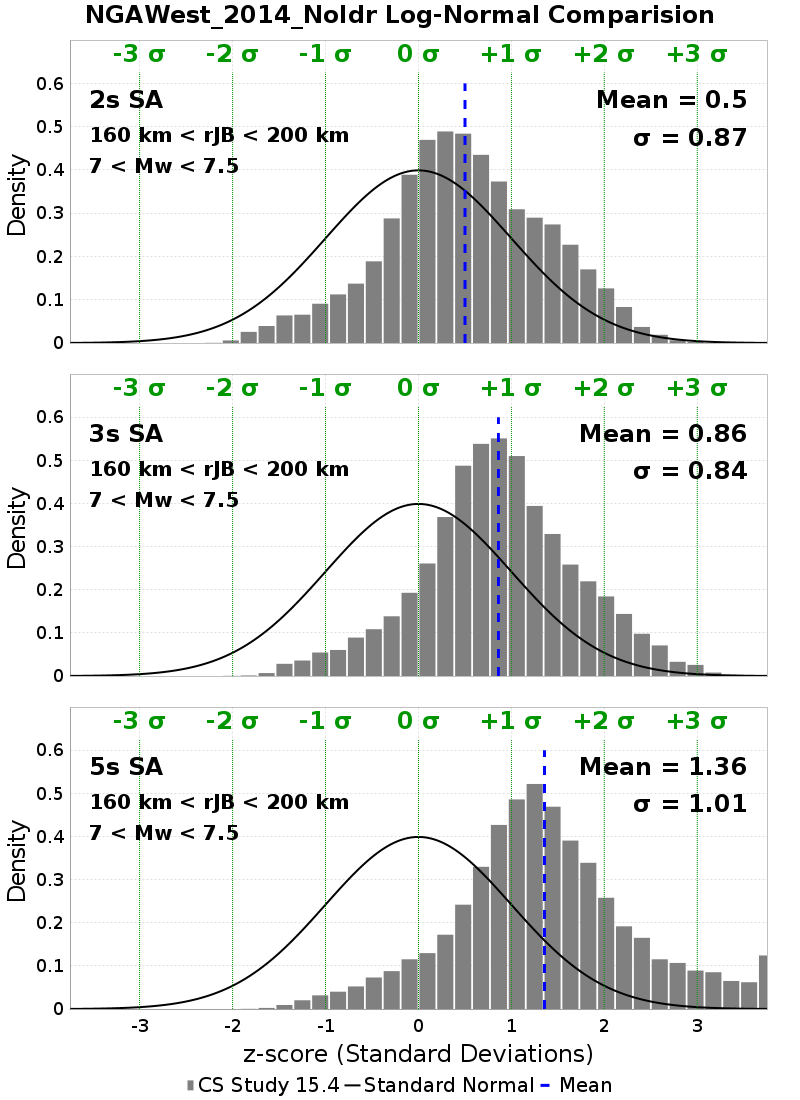 NGAWest_2014_NoIdr Log-Normal Comparision
-3 σ -2 σ -1 σ 0 σ +1 σ +2 σ +3 σ
0.6
2s SA Mean = 0.5
0.5
160 km < rJB < 200 km σ = 0.87
0.4
7 < Mw < 7.5
0.3
0.2
0.1
0
Density
-3 σ -2 σ -1 σ 0 σ +1 σ +2 σ +3 σ
0.6
3s SA Mean = 0.86
0.5
160 km < rJB < 200 km σ = 0.84
0.4
7 < Mw < 7.5
0.3
0.2
0.1
0
Density
-3 σ -2 σ -1 σ 0 σ +1 σ +2 σ +3 σ
0.6
5s SA Mean = 1.36
0.5
160 km < rJB < 200 km σ = 1.01
0.4
7 < Mw < 7.5
0.3
0.2
0.1
0
Density
-3 -2 -1 0 1 2 3
z-score (Standard Deviations)
CS Study 15.4 Standard Normal Mean